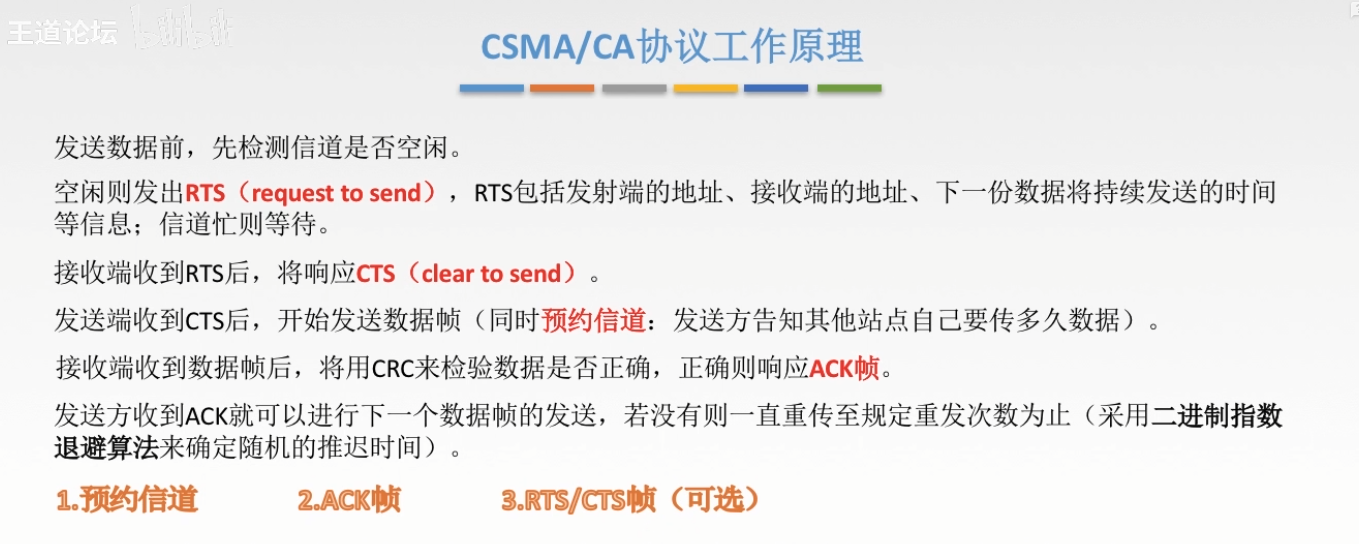 王道论坛 bilibili
CSMA/CA协议工作原理
发送数据前，先检测信道是否空闲。
空闲则发出RTS（request to send），RTS包括发射端的地址、接收端的地址、下一份数据将持续发送的时间
等信息；信道忙则等待。
接收端收到RTS后，将响应CTS（clear to send）。
发送端收到CTS后，开始发送数据帧（同时预约信道：发送方告知其他站点自己要传多久数据）。
接收端收到数据帧后，将用CRC来检验数据是否正确，正确则响应ACK帧。
发送方收到ACK就可以进行下一个数据帧的发送，若没有则一直重传至规定重发次数为止（采用二进制指数
退避算法来确定随机的推迟时间）。
1.预约信道 2.ACK帧 3.RTS/CTS帧（可选）